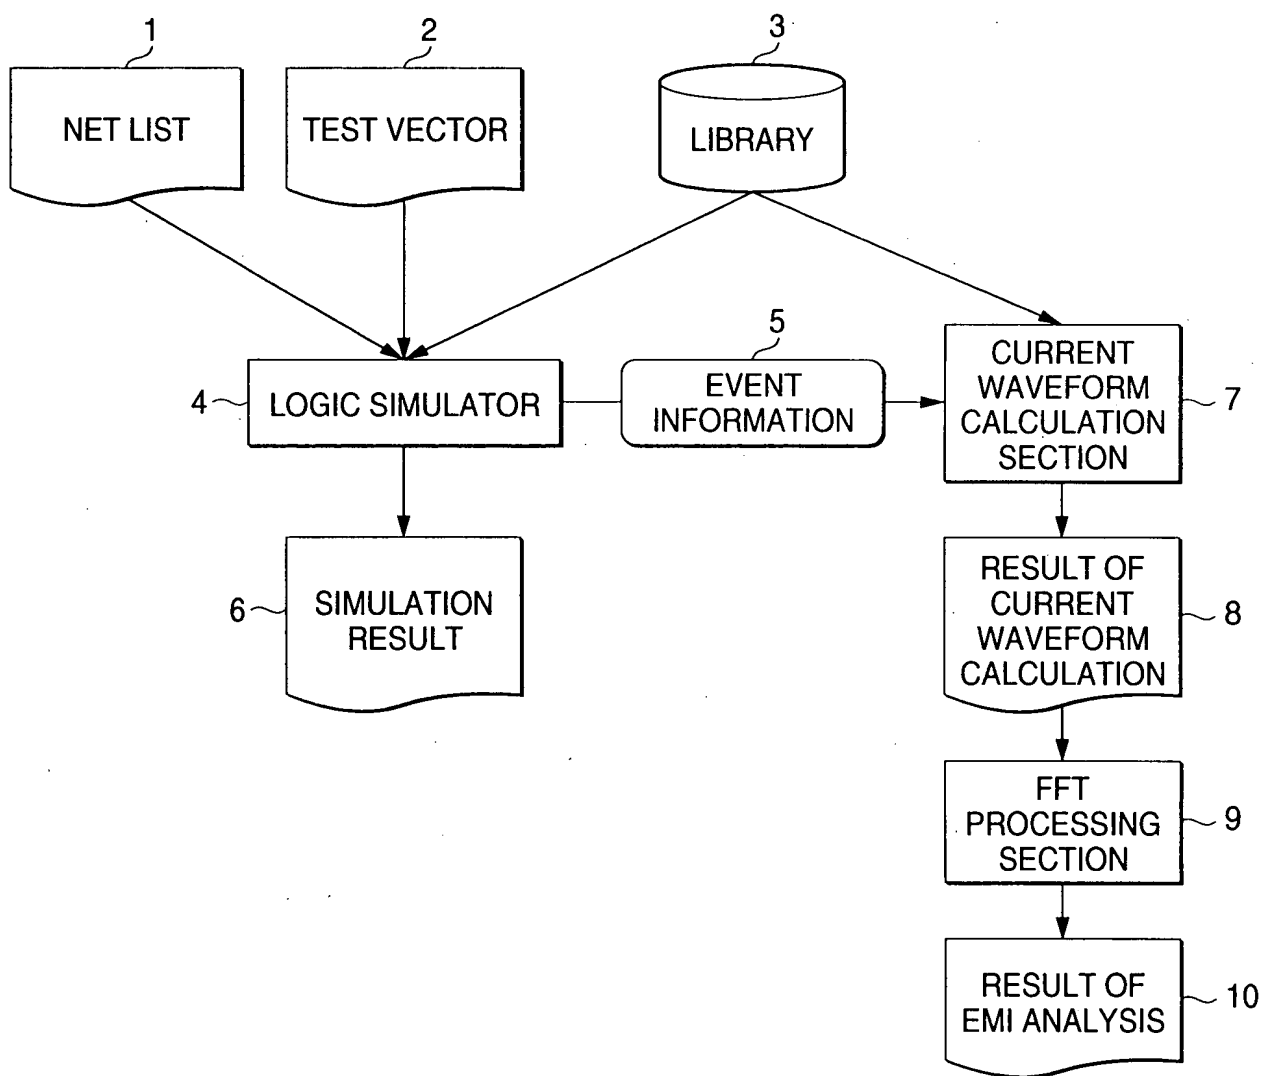 1
2
3
NET LIST
TEST VECTOR
LIBRARY
4
LOGIC SIMULATOR
5
EVENT
INFORMATION
CURRENT
WAVEFORM
CALCULATION
SECTION
7
6
SIMULATION
RESULT
RESULT OF
CURRENT
WAVEFORM
CALCULATION
8
FFT
PROCESSING
SECTION
9
RESULT OF
EMI ANALYSIS
10